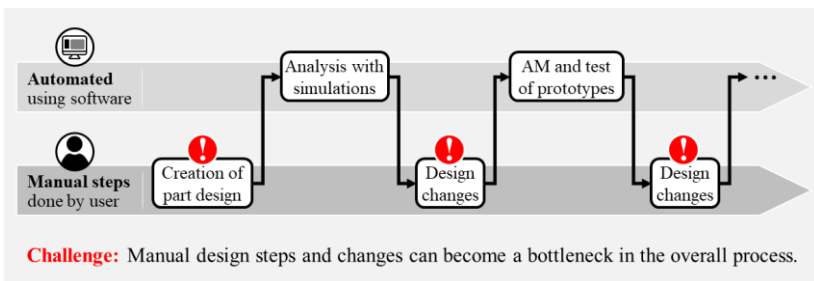 Automated
using software
Analysis with
simulations
AM and test
of prototypes
...
Manual steps
done by user
!
Creation of
part design
!
Design
changes
!
Design
changes
Challenge: Manual design steps and changes can become a bottleneck in the overall process.